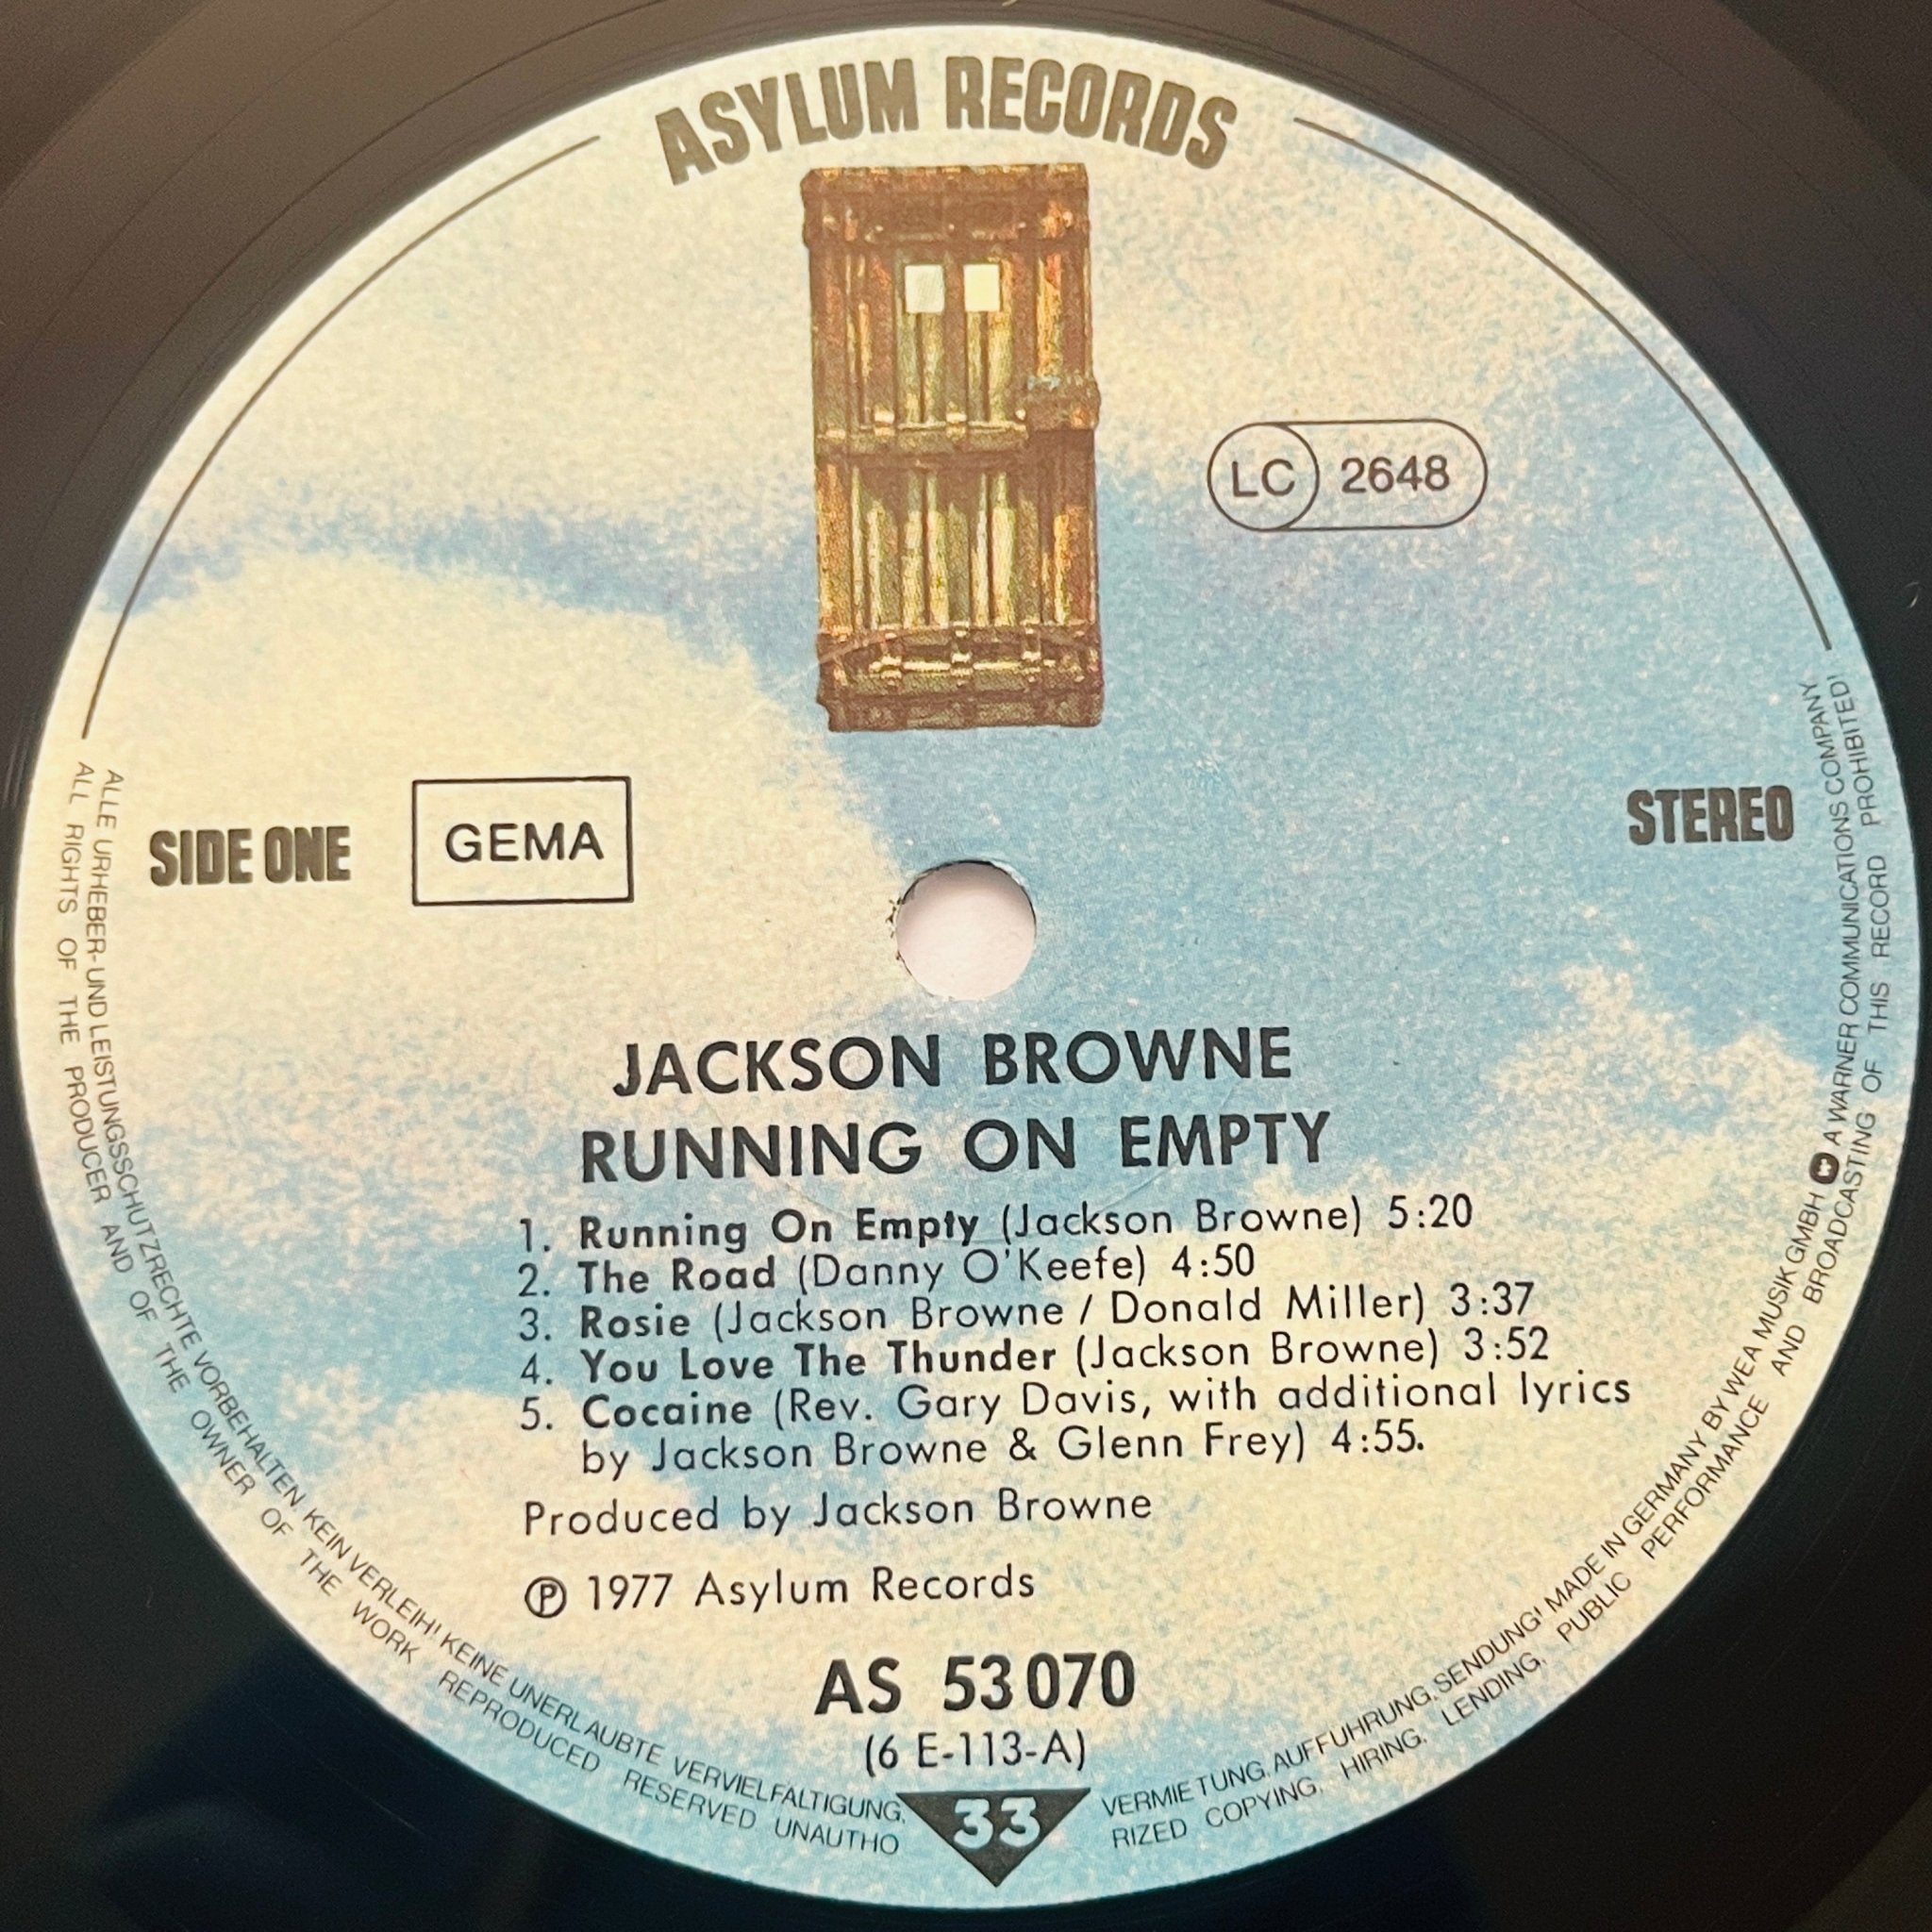 ASYLUM RECORDS
LC 2648
SIDE ONE
GEMA
STEREO
JACKSON BROWNE
RUNNING ON EMPTY
1. Running On Empty (Jackson Browne) 5:20
2. The Road (Danny O'Keefe) 4:50
3. Rosie (Jackson Browne / Donald Miller) 3:37
4. You Love The Thunder (Jackson Browne) 3:52
5. Cocaine (Rev. Gary Davis, with additional lyrics
by Jackson Browne & Glenn Frey) 4:55.
Produced by Jackson Browne
℗ 1977 Asylum Records
AS 53 070
(6 E-113-A)
33
ALLE URHEBER- UND LEISTUNGSSCHUTZRECHTE VORBEHALTEN KEIN VERLEIH! KEINE UNERLAUBTE VERVIELFALTIGUNG, VERMIETUNG, AUFFUHRUNG, SENDUNG! MADE IN GERMANY BY WEA MUSIK GMBH A WARNER COMMUNICATIONS COMPANY
ALL RIGHTS OF THE PRODUCER AND OF THE OWNER OF THE WORK REPRODUCED RESERVED UNAUTHORIZED COPYING, HIRING, LENDING, PUBLIC PERFORMANCE AND BROADCASTING OF THIS RECORD PROHIBITED!